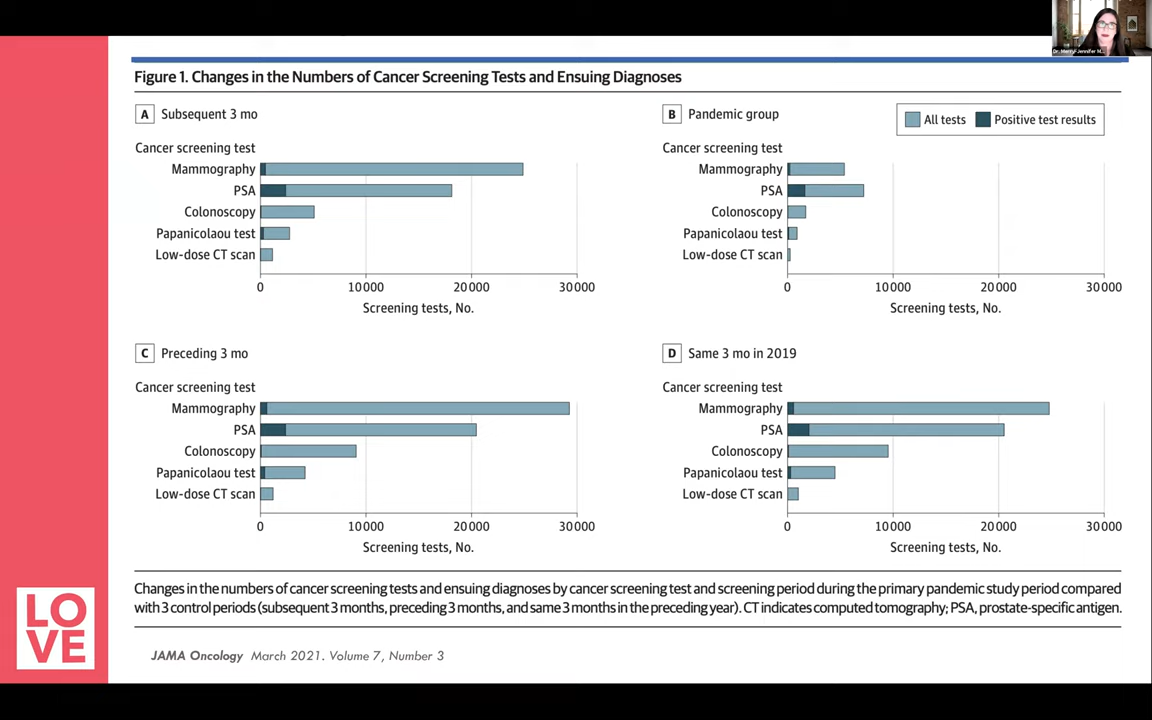 Dr. Merry-Jennifer M...
Figure 1. Changes in the Numbers of Cancer Screening Tests and Ensuing Diagnoses
A Subsequent 3 mo
Cancer screening test
Mammography
PSA
Colonoscopy
Papanicolaou test
Low-dose CT scan
0 10000 20000 30000
Screening tests, No.
B Pandemic group
All tests Positive test results
Cancer screening test
Mammography
PSA
Colonoscopy
Papanicolaou test
Low-dose CT scan
0 10000 20000 30000
Screening tests, No.
C Preceding 3 mo
Cancer screening test
Mammography
PSA
Colonoscopy
Papanicolaou test
Low-dose CT scan
0 10000 20000 30000
Screening tests, No.
D Same 3 mo in 2019
Cancer screening test
Mammography
PSA
Colonoscopy
Papanicolaou test
Low-dose CT scan
0 10000 20000 30000
Screening tests, No.
Changes in the numbers of cancer screening tests and ensuing diagnoses by cancer screening test and screening period during the primary pandemic study period compared
with 3 control periods (subsequent 3 months, preceding 3 months, and same 3 months in the preceding year). CT indicates computed tomography; PSA, prostate-specific antigen.
LO
VE
JAMA Oncology March 2021. Volume 7, Number 3